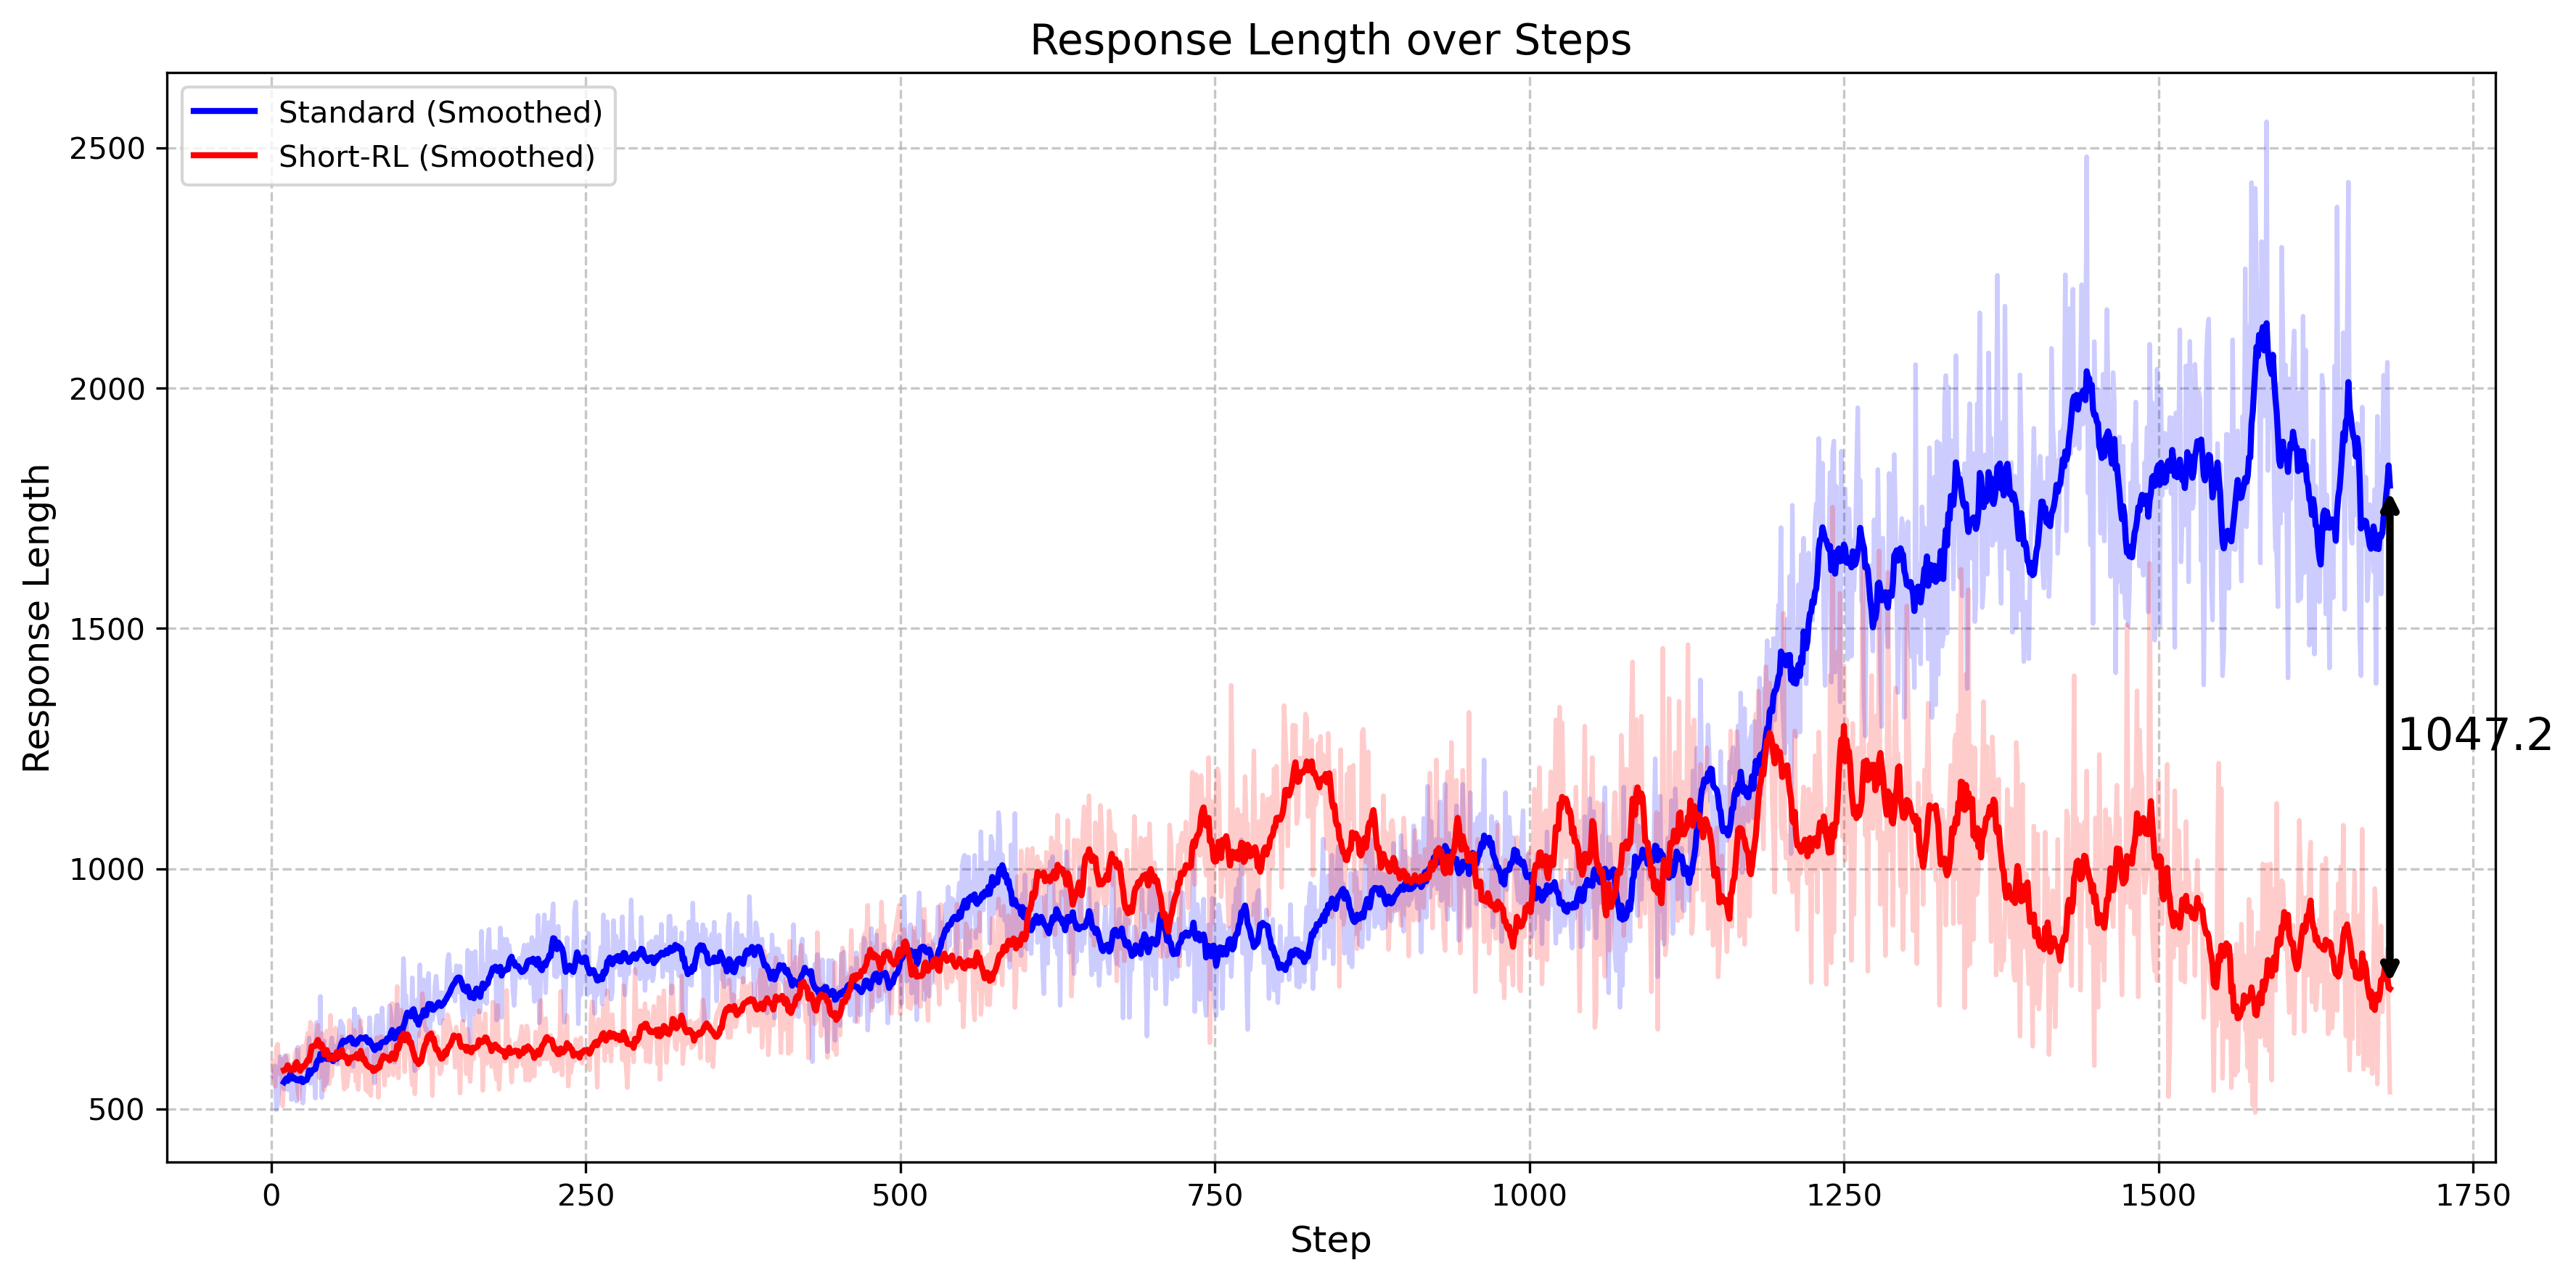 Response Length over Steps
Standard (Smoothed)
Short-RL (Smoothed)
Response Length
2500
2000
1500
1000
500
1047.2
0 250 500 750 1000 1250 1500 1750
Step